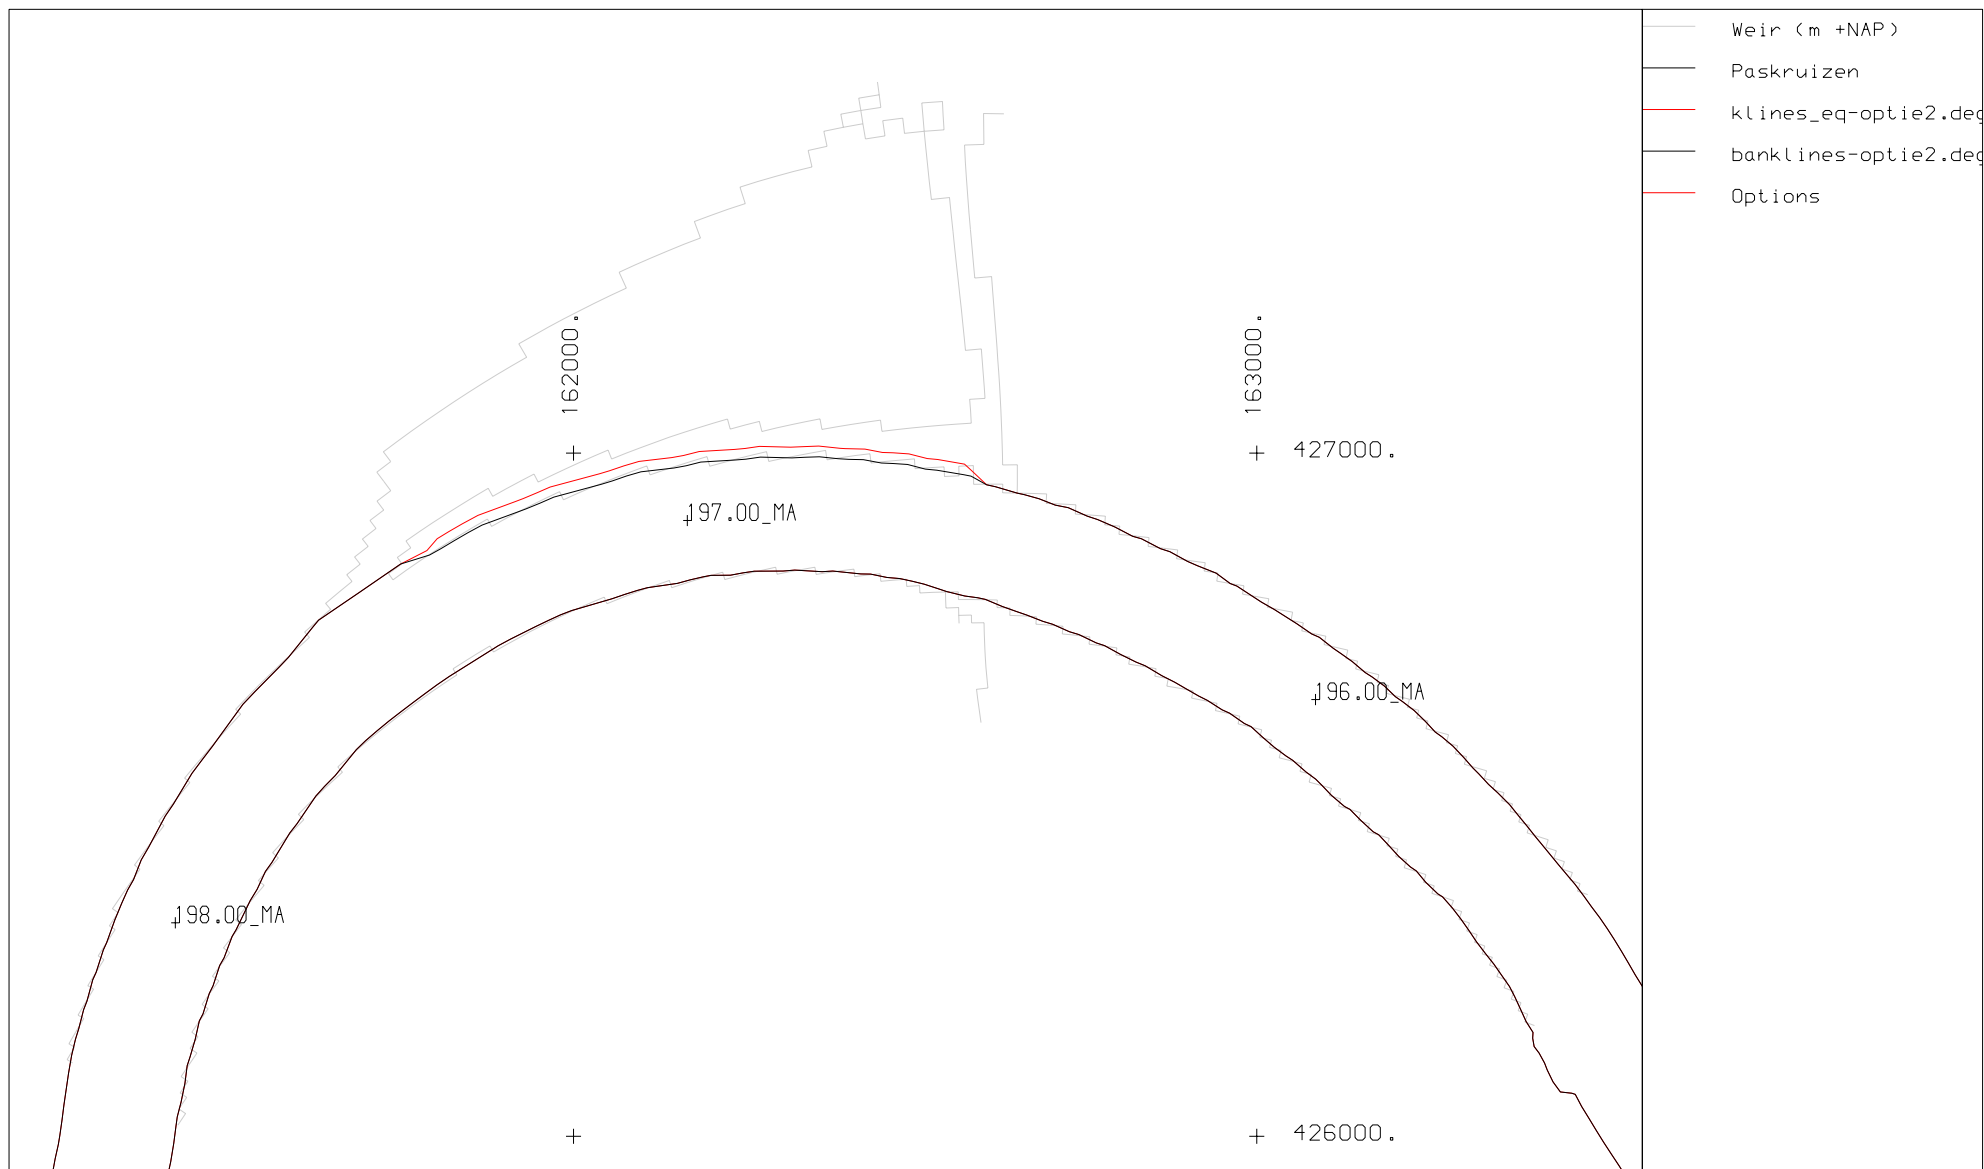 Weir (m +NAP)
Paskruizen
klines_eq-optie2.deg
banklines-optie2.deg
Options
162000.
163000.
427000.
197.00_MA
196.00_MA
198.00_MA
426000.